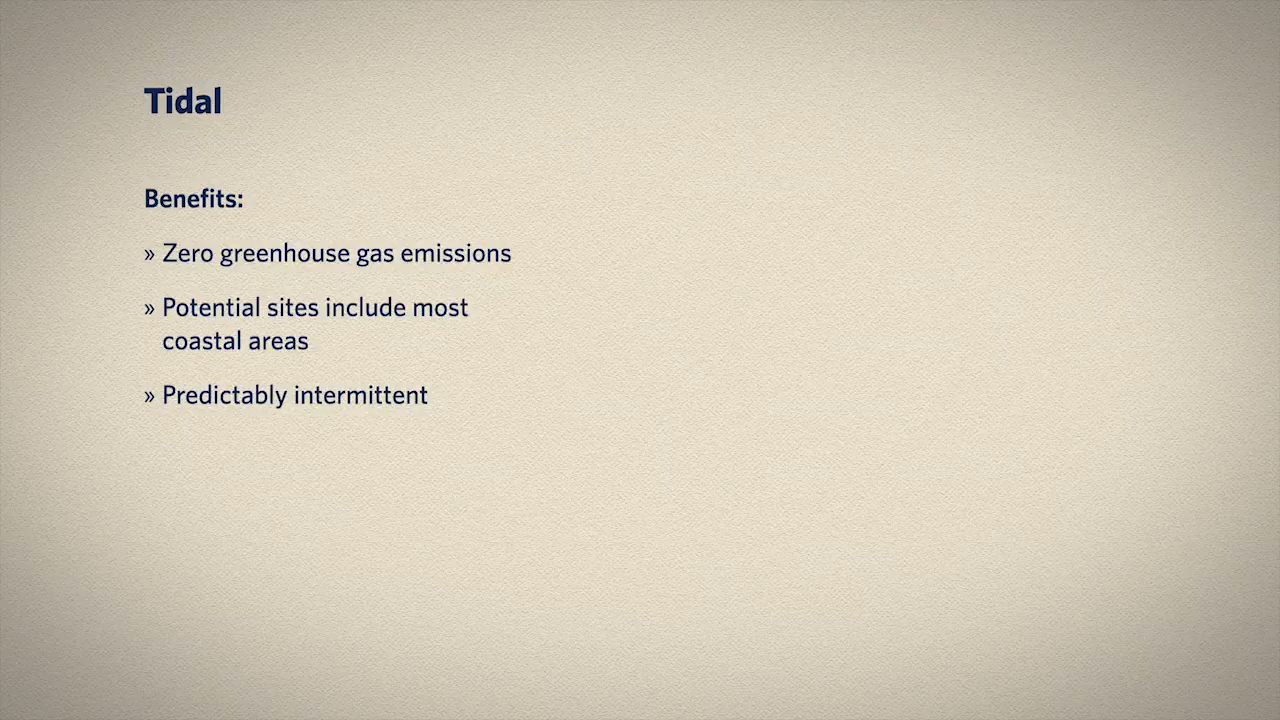 Tidal
Benefits:
» Zero greenhouse gas emissions
» Potential sites include most
coastal areas
» Predictably intermittent